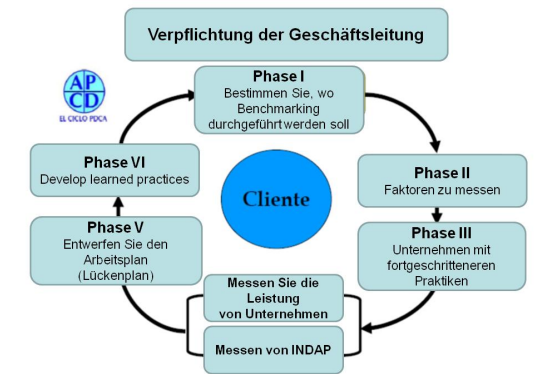 Verpflichtung der Geschäftsleitung
Phase I
Bestimmen Sie, wo
Benchmarking
durchgeführt werden soll
AP
CD
EL CICLO PDCA
Phase VI
Develop learned practices
Phase II
Faktoren zu messen
Cliente
Phase V
Entwerfen Sie den
Arbeitsplan
(Lückenplan)
Phase III
Unternehmen mit
fortgeschritteneren
Praktiken
Messen Sie die
Leistung
von Unternehmen
Messen von INDAP